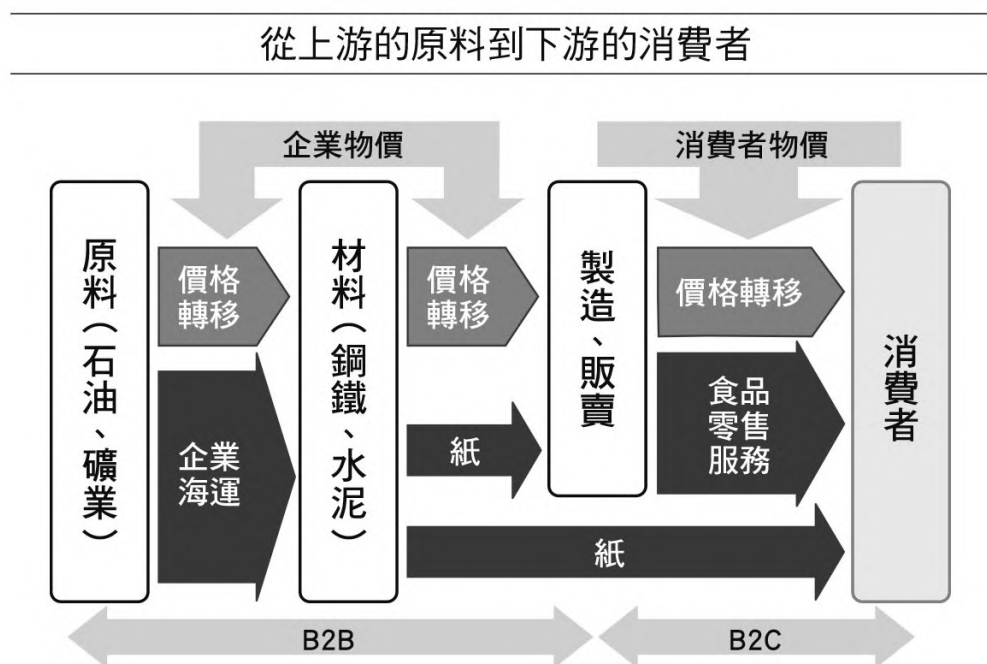 從上游的原料到下游的消費者
企業物價
消費者物價
原料（石油、礦業）
價格
轉移
企業
海運
材料（鋼鐵、水泥）
價格
轉移
紙
紙
製造、販賣
價格轉移
食品
零售
服務
消費者
B2B
B2C